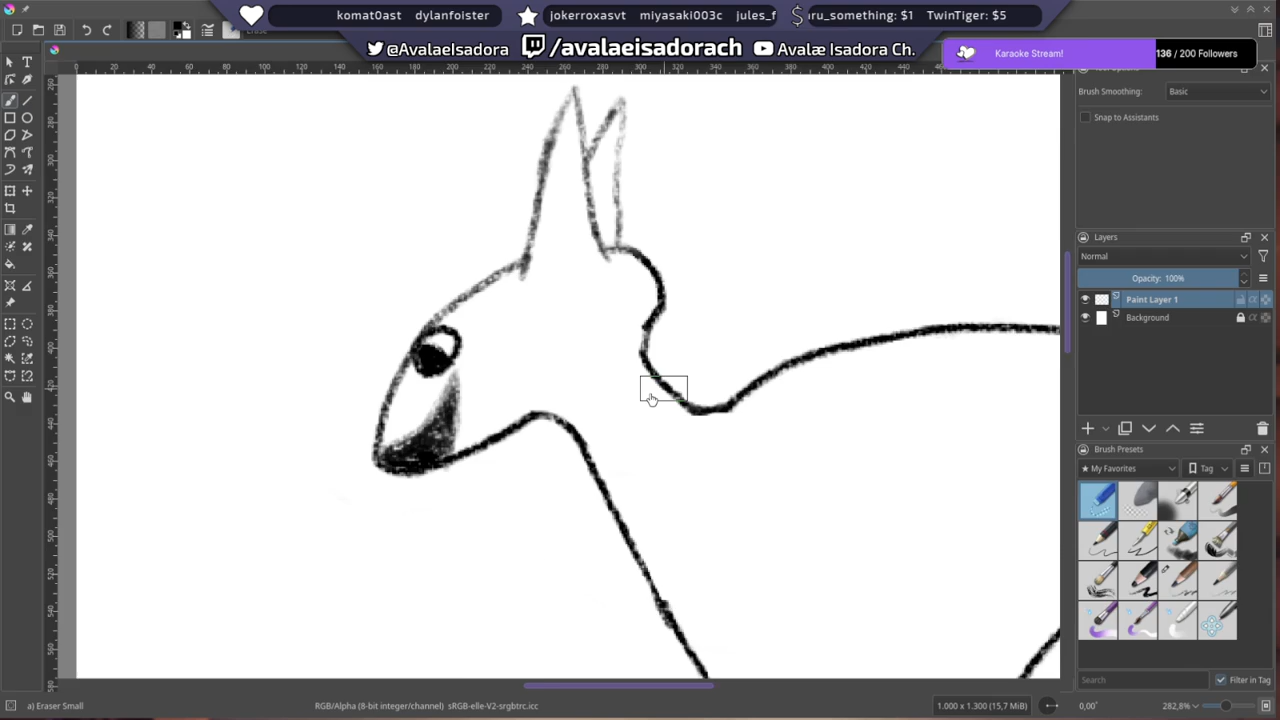 komat0ast dylanfoister
jokerroxasvt miyasaki003c jules_f
$ ru_something: $1 TwinTiger: $5
@AvalaeIsadora
/avalaeisadorach
Avalæ Isadora Ch.
Karaoke Stream!
136 / 200 Followers
Brush Smoothing:
Basic
Snap to Assistants
Layers
Normal
Opacity: 100%
Paint Layer 1
Background
Brush Presets
★ My Favorites
Tag
Search
Filter in Tag
a) Eraser Small
RGB/Alpha (8-bit integer/channel) sRGB-elle-V2-srgbtrc.icc
1.000 x 1.300 (15,7 MiB)
0,00°
282,8%